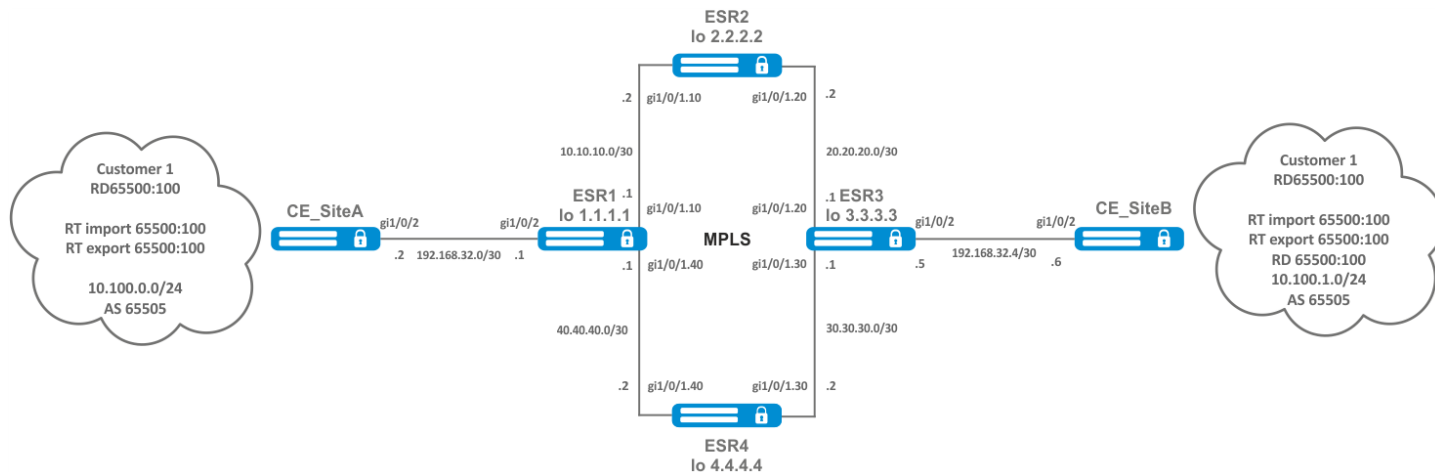 ESR2
lo 2.2.2.2
.2
gi1/0/1.10
gi1/0/1.20
.2
10.10.10.0/30
20.20.20.0/30
Customer 1
RD65500:100
RT import 65500:100
RT export 65500:100
10.100.0.0/24
AS 65505
CE_SiteA
gi1/0/2
.2
192.168.32.0/30
.1
gi1/0/2
ESR1
lo 1.1.1.1
.1
gi1/0/1.10
.1
gi1/0/1.40
MPLS
gi1/0/1.20
.1
gi1/0/1.30
.1
ESR3
lo 3.3.3.3
gi1/0/2
.5
192.168.32.4/30
.6
gi1/0/2
CE_SiteB
Customer 1
RD65500:100
RT import 65500:100
RT export 65500:100
RD 65500:100
10.100.1.0/24
AS 65505
40.40.40.0/30
30.30.30.0/30
.2
gi1/0/1.40
gi1/0/1.30
.2
ESR4
lo 4.4.4.4